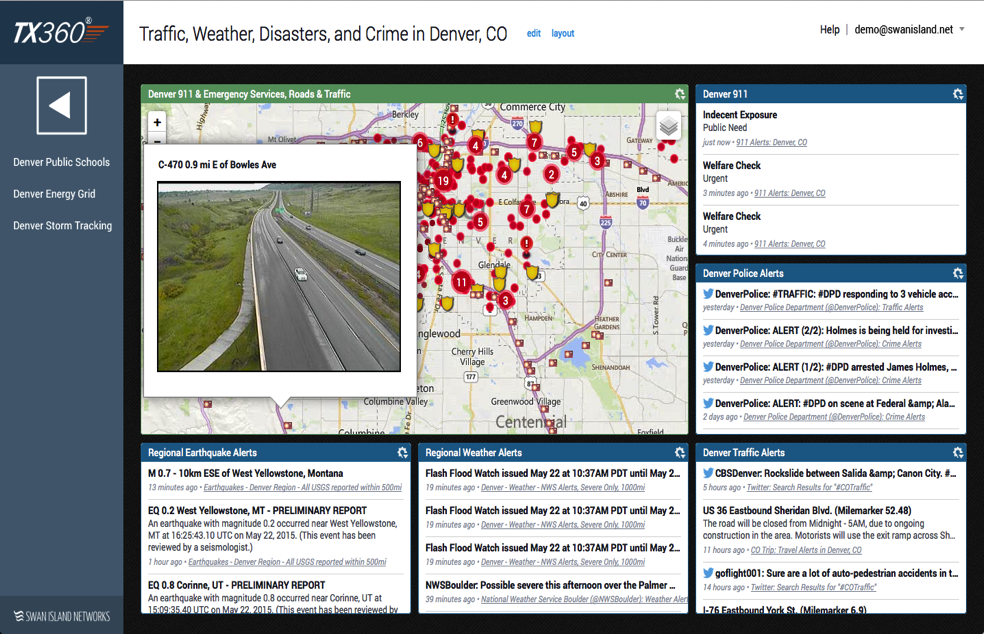 TX360®
Traffic, Weather, Disasters, and Crime in Denver, CO
edit
layout
Help
demo@swanisland.net
Denver Public Schools
Denver Energy Grid
Denver Storm Tracking
SWAN ISLAND NETWORKS
Denver 911 & Emergency Services, Roads & Traffic
+
−
C-470 0.9 mi E of Bowles Ave
Berkley
Commerce City
Mt Olivet
Highway
270
GATEWAY
6
4
7
5
3
19
4
2
ABSHIRE
Blvd
70
AMERIC
E Colfax
7
40
5
225
Buckle
Air
Nation
Guard
Base
Glendale
CITY CENTER
11
3
S Tower Rd
HAMPDEN
HEATHER
GARDENS
nglewood
Cherry Hills
Village
SHENANDOAH
177
87
eton
Columbine Valley
Greenwood Village
Centennial
Columbine
Foxfield
Denver 911
Indecent Exposure
Public Need
just now • 911 Alerts: Denver, CO
Welfare Check
Urgent
3 minutes ago • 911 Alerts: Denver, CO
Welfare Check
Urgent
4 minutes ago • 911 Alerts: Denver, CO
Denver Police Alerts
DenverPolice: #TRAFFIC: #DPD responding to 3 vehicle acc...
yesterday • Denver Police Department (@DenverPolice): Traffic Alerts
DenverPolice: ALERT (2/2): Holmes is being held for investi...
yesterday • Denver Police Department (@DenverPolice): Crime Alerts
DenverPolice: ALERT (1/2): #DPD arrested James Holmes, ...
yesterday • Denver Police Department (@DenverPolice): Crime Alerts
DenverPolice: ALERT: #DPD on scene at Federal &amp; Ala...
2 days ago • Denver Police Department (@DenverPolice): Crime Alerts
Regional Earthquake Alerts
M 0.7 - 10km ESE of West Yellowstone, Montana
13 minutes ago • Earthquakes - Denver Region - All USGS reported within 500mi
EQ 0.2 West Yellowstone, MT - PRELIMINARY REPORT
An earthquake with magnitude 0.2 occurred near West Yellowstone,
MT at 16:25:43.10 UTC on May 22, 2015. (This event has been
reviewed by a seismologist.)
1 hour ago • Earthquakes - Denver Region - All USGS reported within 500mi
EQ 0.8 Corinne, UT - PRELIMINARY REPORT
An earthquake with magnitude 0.8 occurred near Corinne, UT at
15:09:35.40 UTC on May 22, 2015. (This event has been reviewed by
Regional Weather Alerts
Flash Flood Watch issued May 22 at 10:37AM PDT until May 2...
19 minutes ago • Denver - Weather - NWS Alerts, Severe Only, 1000mi
Flash Flood Watch issued May 22 at 10:37AM PDT until May 2...
19 minutes ago • Denver - Weather - NWS Alerts, Severe Only, 1000mi
Flash Flood Watch issued May 22 at 10:37AM PDT until May 2...
19 minutes ago • Denver - Weather - NWS Alerts, Severe Only, 1000mi
NWSBoulder: Possible severe this afternoon over the Palmer ...
39 minutes ago • National Weather Service Boulder (@NWSBoulder): Weather Alert
Denver Traffic Alerts
CBSDenver: Rockslide between Salida &amp; Canon City. #...
5 hours ago • Twitter: Search Results for "#COTraffic"
US 36 Eastbound Sheridan Blvd. (Milemarker 52.48)
The road will be closed from Midnight - 5AM, due to ongoing
construction in the area. Motorists will use the exit ramp across Sh...
11 hours ago • CO Trip: Travel Alerts in Denver, CO
goflight001: Sure are a lot of auto-pedestrian accidents in t...
14 hours ago • Twitter: Search Results for "#COTraffic"
I-76 Eastbound York St. (Milemarker 6.9)